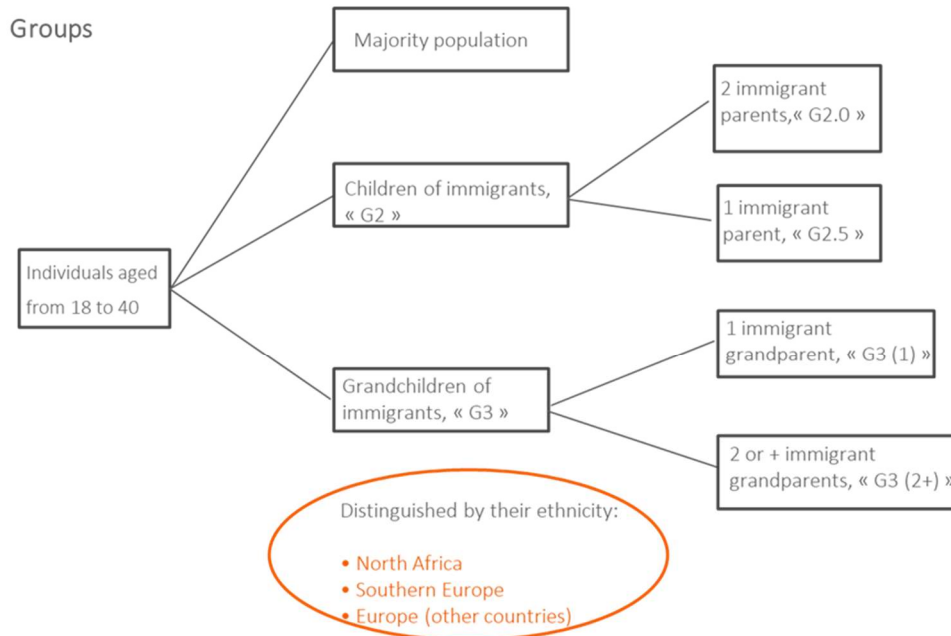 Groups
Majority population
2 immigrant
parents,« G2.0 »
Children of immigrants,
« G2 »
1 immigrant
parent, « G2.5 »
Individuals aged
from 18 to 40
1 immigrant
grandparent, « G3 (1) »
Grandchildren of
immigrants, « G3 »
2 or + immigrant
grandparents, « G3 (2+) »
Distinguished by their ethnicity:
• North Africa
• Southern Europe
• Europe (other countries)